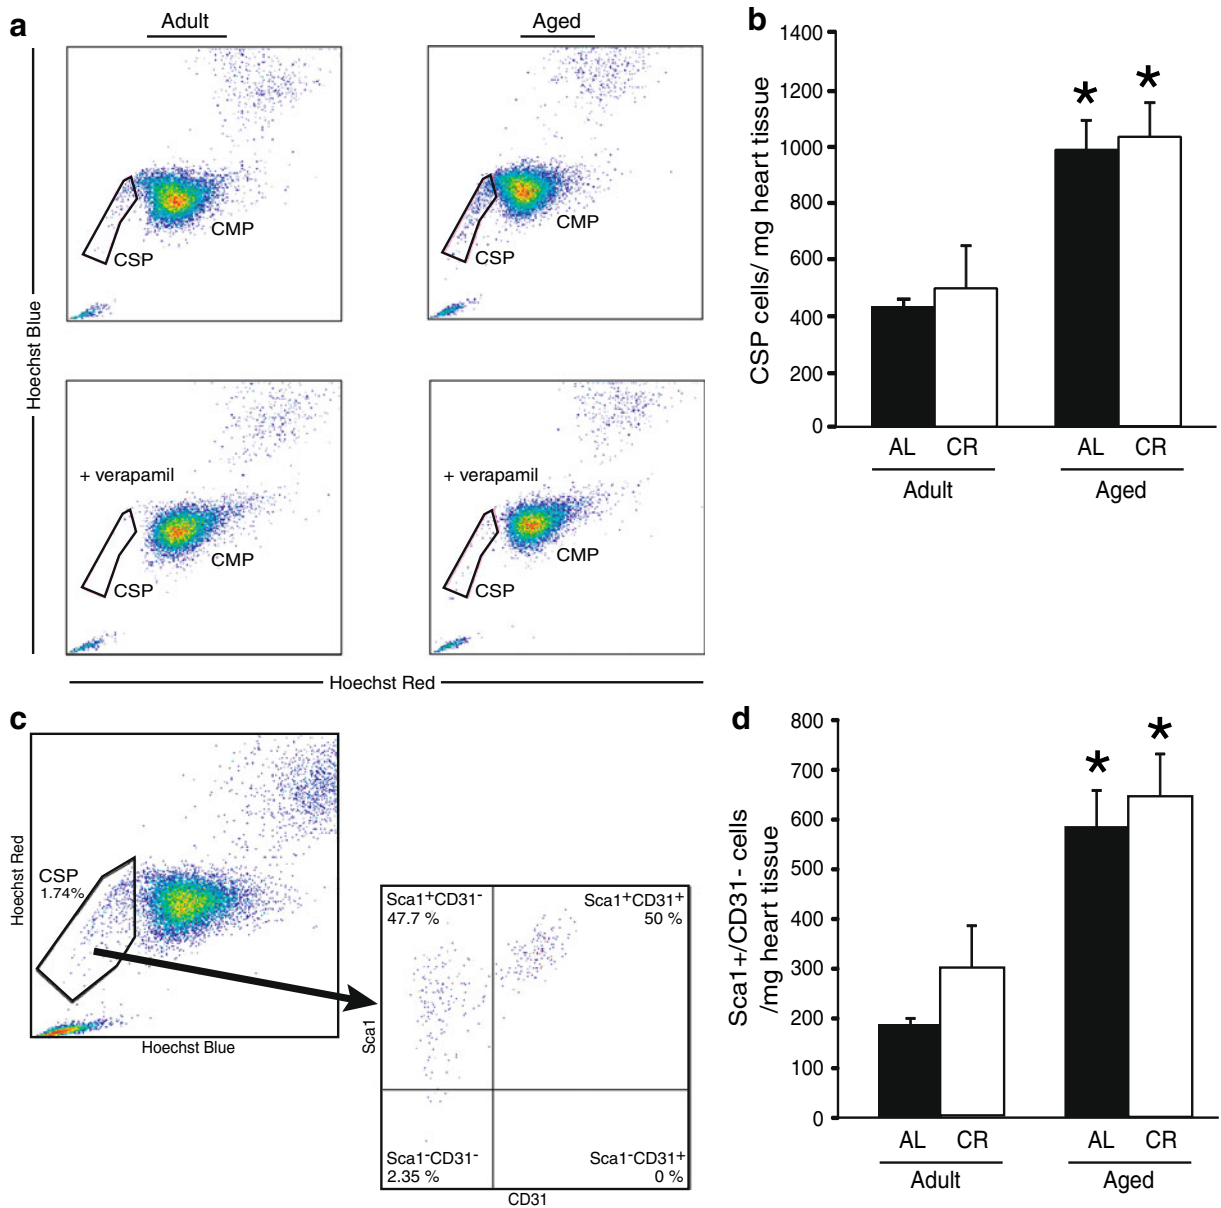 a
Adult
Aged
CMP
CSP
CMP
CSP
+ verapamil
CMP
CSP
+ verapamil
CMP
CSP
Hoechst Blue
Hoechst Red
b
CSP cells/ mg heart tissue
1400
1200
1000
800
600
400
200
0
*
*
AL CR AL CR
Adult Aged
c
Hoechst Red
CSP
1.74%
Hoechst Blue
Sca1
Sca1+CD31-
47.7 %
Sca1+CD31+
50 %
Sca1-CD31-
2.35 %
Sca1-CD31+
0 %
CD31
d
Sca1+/CD31- cells
/mg heart tissue
800
700
600
500
400
300
200
100
0
*
*
AL CR AL CR
Adult Aged